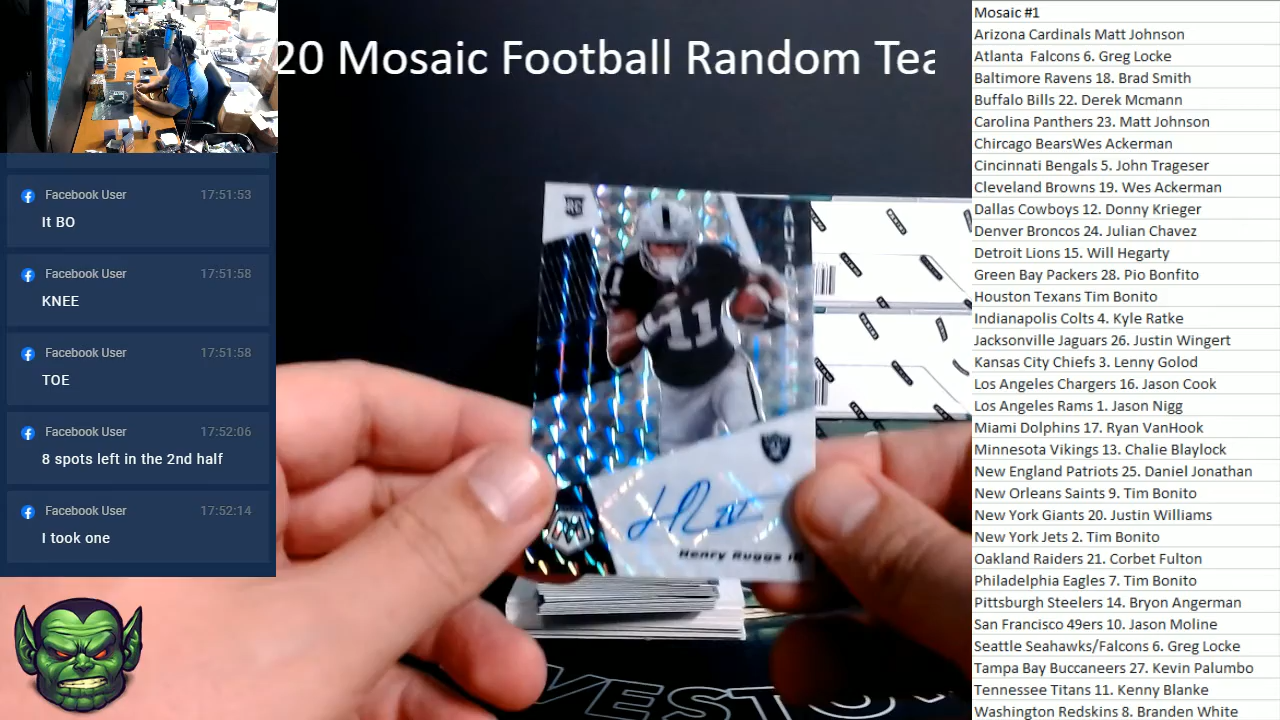 20 Mosaic Football Random Tea
Facebook User 17:51:53
It BO
Facebook User 17:51:58
KNEE
Facebook User 17:51:58
TOE
Facebook User 17:52:06
8 spots left in the 2nd half
Facebook User 17:52:14
I took one
RC
AUTO
11
11
Henry Ruggs III
VESTO
Mosaic #1
Arizona Cardinals Matt Johnson
Atlanta  Falcons 6. Greg Locke
Baltimore Ravens 18. Brad Smith
Buffalo Bills 22. Derek Mcmann
Carolina Panthers 23. Matt Johnson
Chircago BearsWes Ackerman
Cincinnati Bengals 5. John Trageser
Cleveland Browns 19. Wes Ackerman
Dallas Cowboys 12. Donny Krieger
Denver Broncos 24. Julian Chavez
Detroit Lions 15. Will Hegarty
Green Bay Packers 28. Pio Bonfito
Houston Texans Tim Bonito
Indianapolis Colts 4. Kyle Ratke
Jacksonville Jaguars 26. Justin Wingert
Kansas City Chiefs 3. Lenny Golod
Los Angeles Chargers 16. Jason Cook
Los Angeles Rams 1. Jason Nigg
Miami Dolphins 17. Ryan VanHook
Minnesota Vikings 13. Chalie Blaylock
New England Patriots 25. Daniel Jonathan
New Orleans Saints 9. Tim Bonito
New York Giants 20. Justin Williams
New York Jets 2. Tim Bonito
Oakland Raiders 21. Corbet Fulton
Philadelphia Eagles 7. Tim Bonito
Pittsburgh Steelers 14. Bryon Angerman
San Francisco 49ers 10. Jason Moline
Seattle Seahawks/Falcons 6. Greg Locke
Tampa Bay Buccaneers 27. Kevin Palumbo
Tennessee Titans 11. Kenny Blanke
Washington Redskins 8. Branden White